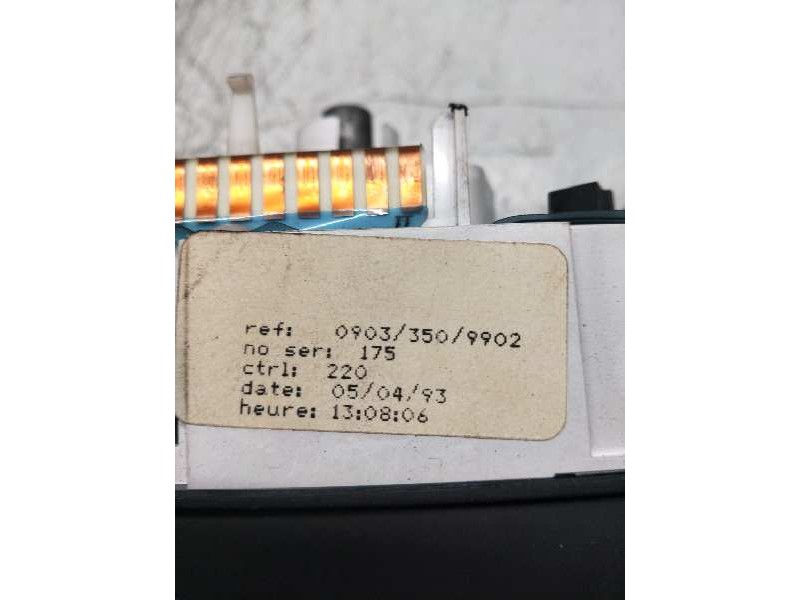 ref: 0903/350/9902
no ser: 175
ctrl: 220
date: 05/04/93
heure: 13:08:06